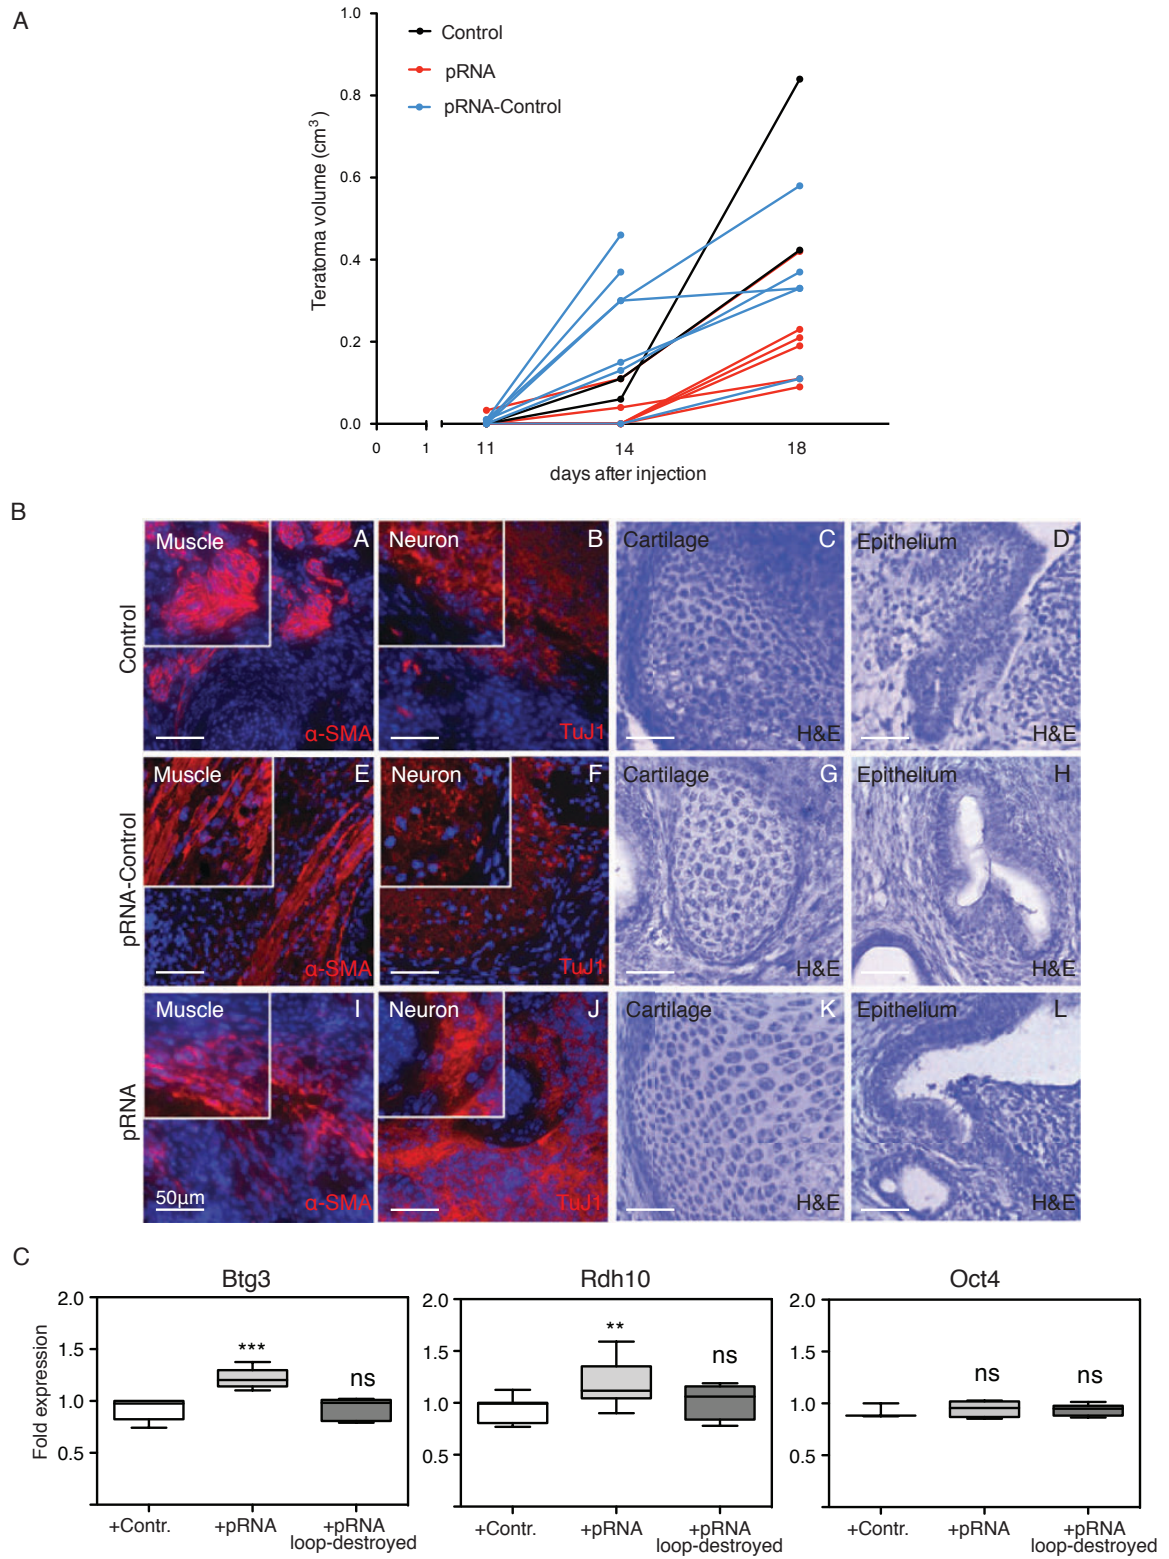 A
1.0
0.8
0.6
0.4
0.2
0.0
Teratoma volume (cm³)
Control
pRNA
pRNA-Control
0 1 11 14 18
days after injection
B
Control
Muscle A α-SMA
Neuron B TuJ1
Cartilage C H&E
Epithelium D H&E
pRNA-Control
Muscle E α-SMA
Neuron F TuJ1
Cartilage G H&E
Epithelium H H&E
pRNA
Muscle I 50µm α-SMA
Neuron J TuJ1
Cartilage K H&E
Epithelium L H&E
C
Btg3
Fold expression
2.0
1.5
1.0
0.5
***
ns
+Contr. +pRNA +pRNA
loop-destroyed
Rdh10
2.0
1.5
1.0
0.5
**
ns
+Contr. +pRNA +pRNA
loop-destroyed
Oct4
2.0
1.5
1.0
0.5
ns
ns
+Contr. +pRNA +pRNA
loop-destroyed